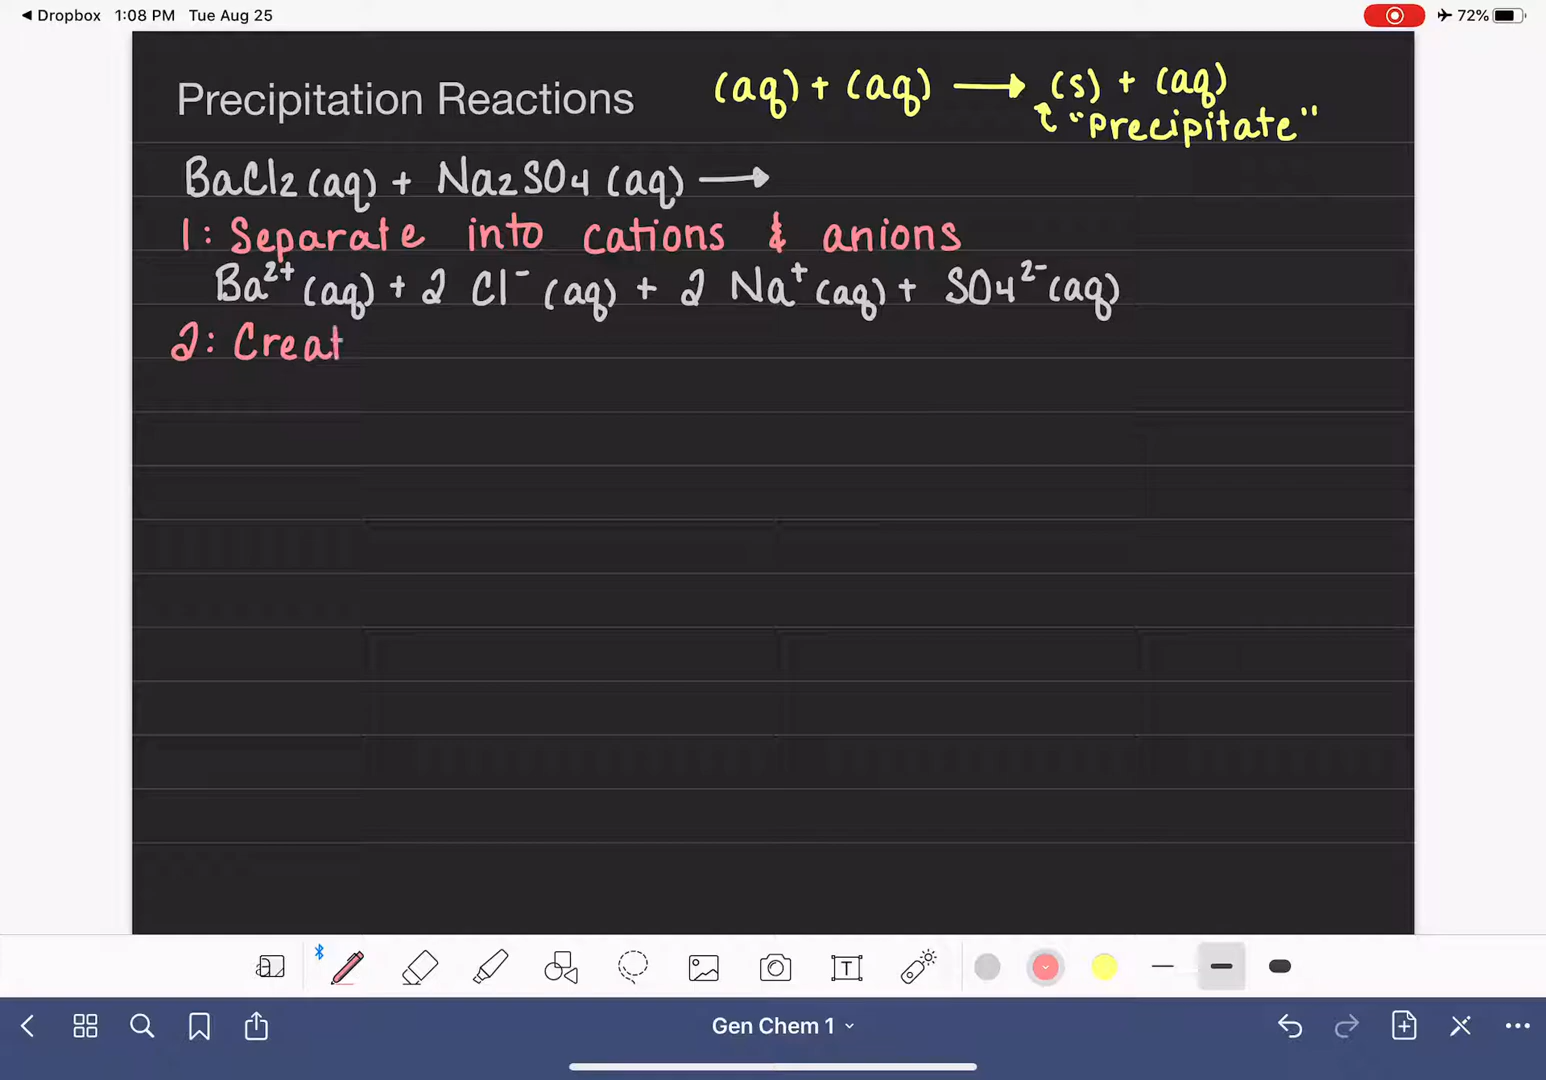 Dropbox 1:08 PM Tue Aug 25 72%
Precipitation Reactions (aq) + (aq) → (s) + (aq)
"Precipitate"
BaCl2 (aq) + Na2SO4 (aq) →
1: Separate into cations & anions
Ba²⁺ (aq) + 2 Cl⁻ (aq) + 2 Na⁺ (aq) + SO4²⁻ (aq)
2: Creat
T
Gen Chem 1